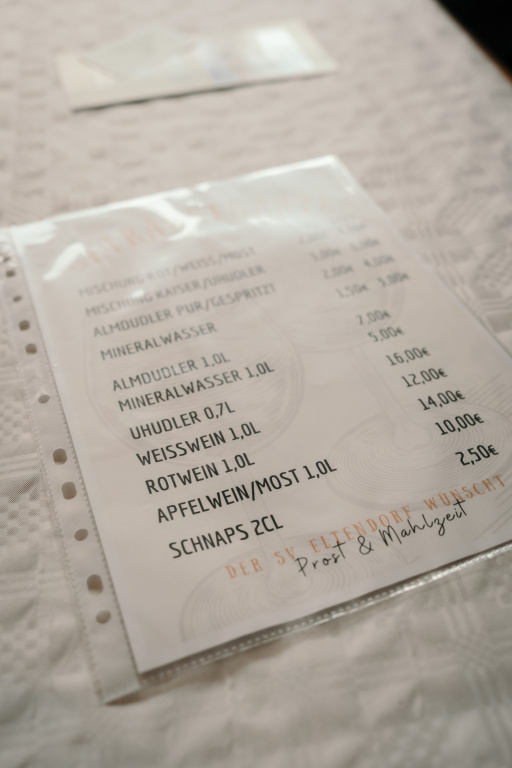 MISCHUNG ROT/WEISS/MOST
MISCHUNG KAISER/UHUDLER 3,00€
ALMDUDLER PUR/GESPRITZT 2,00€ 4,00€
MINERALWASSER 1,50€ 3,00€
ALMDUDLER 1,0L 7,00€
MINERALWASSER 1,0L 5,00€
UHUDLER 0,7L 16,00€
WEISSWEIN 1,0L 12,00€
ROTWEIN 1,0L 14,00€
APFELWEIN/MOST 1,0L 10,00€
SCHNAPS 2CL 2,50€
DER SV ELTENDORF WÜNSCHT
Prost & Mahlzeit